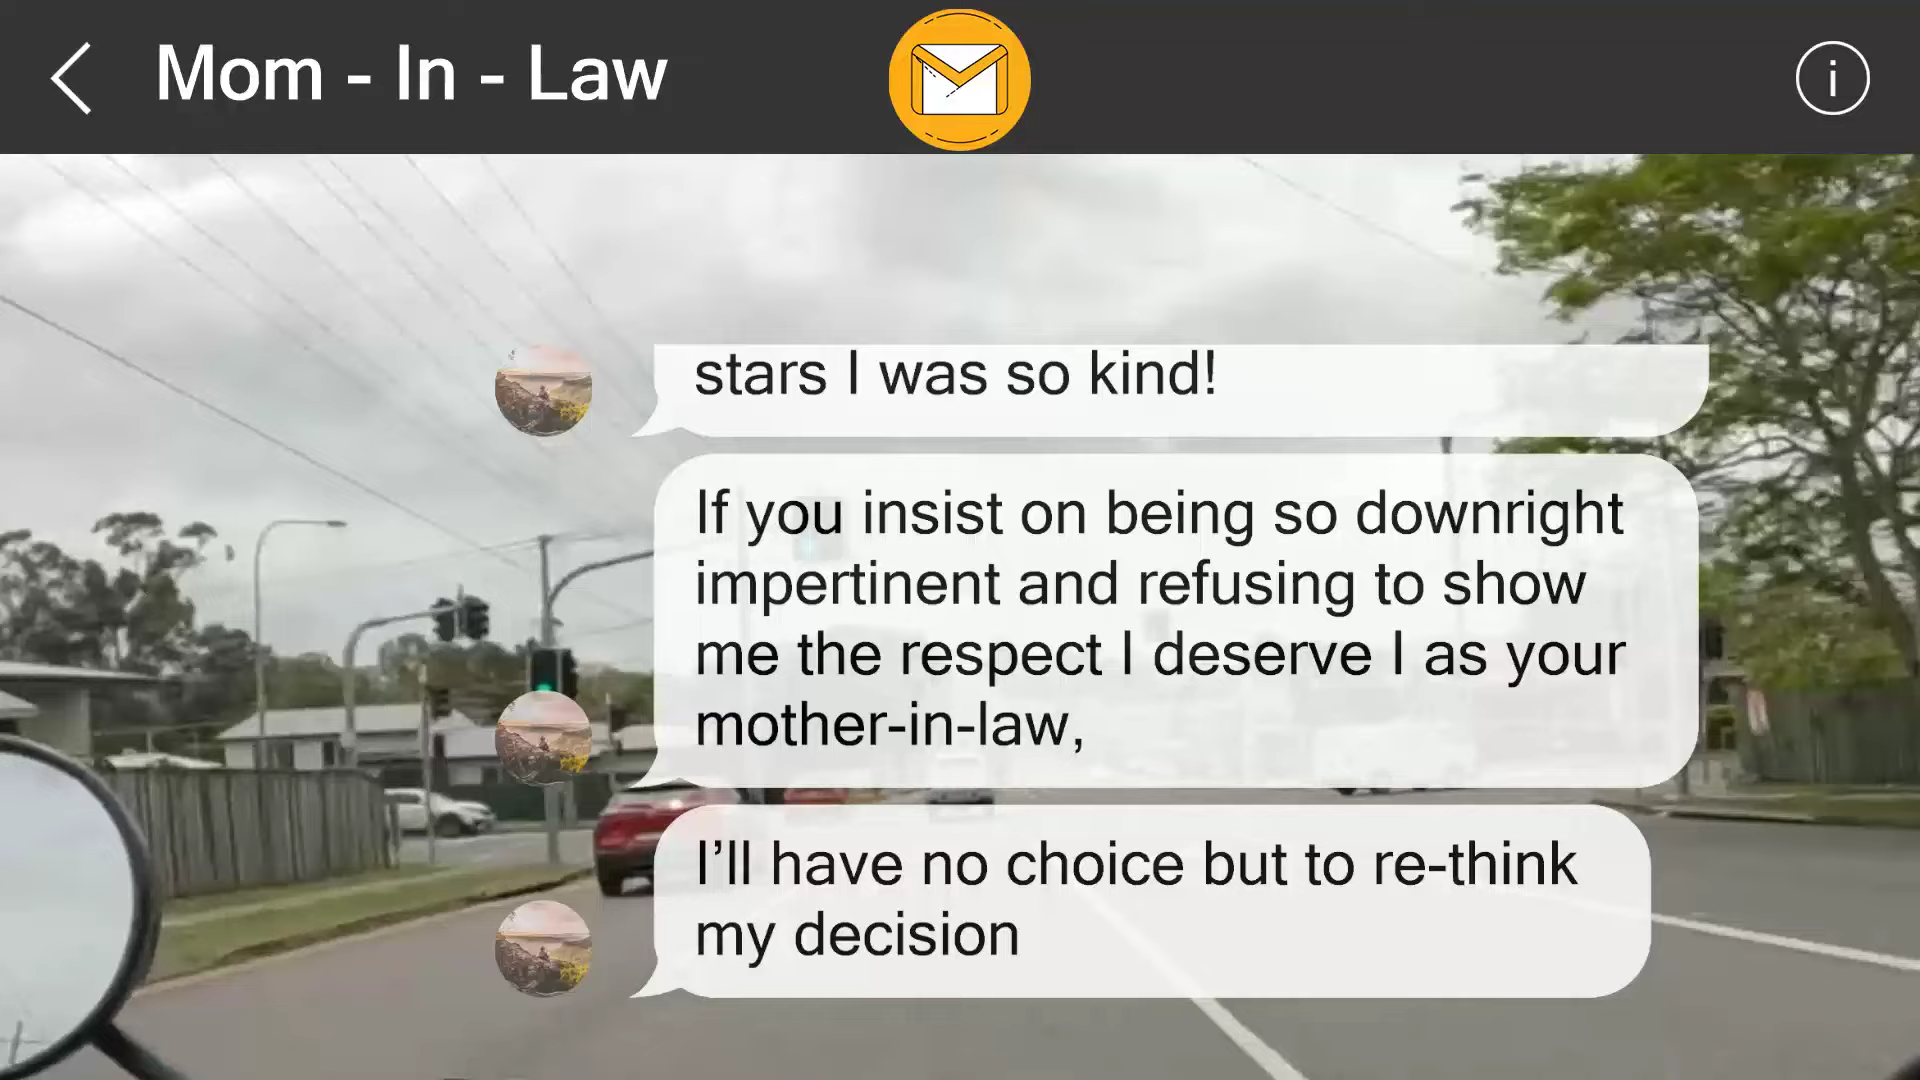 Mom - In - Law
i
stars I was so kind!
If you insist on being so downright
impertinent and refusing to show
me the respect I deserve I as your
mother-in-law,
I’ll have no choice but to re-think
my decision